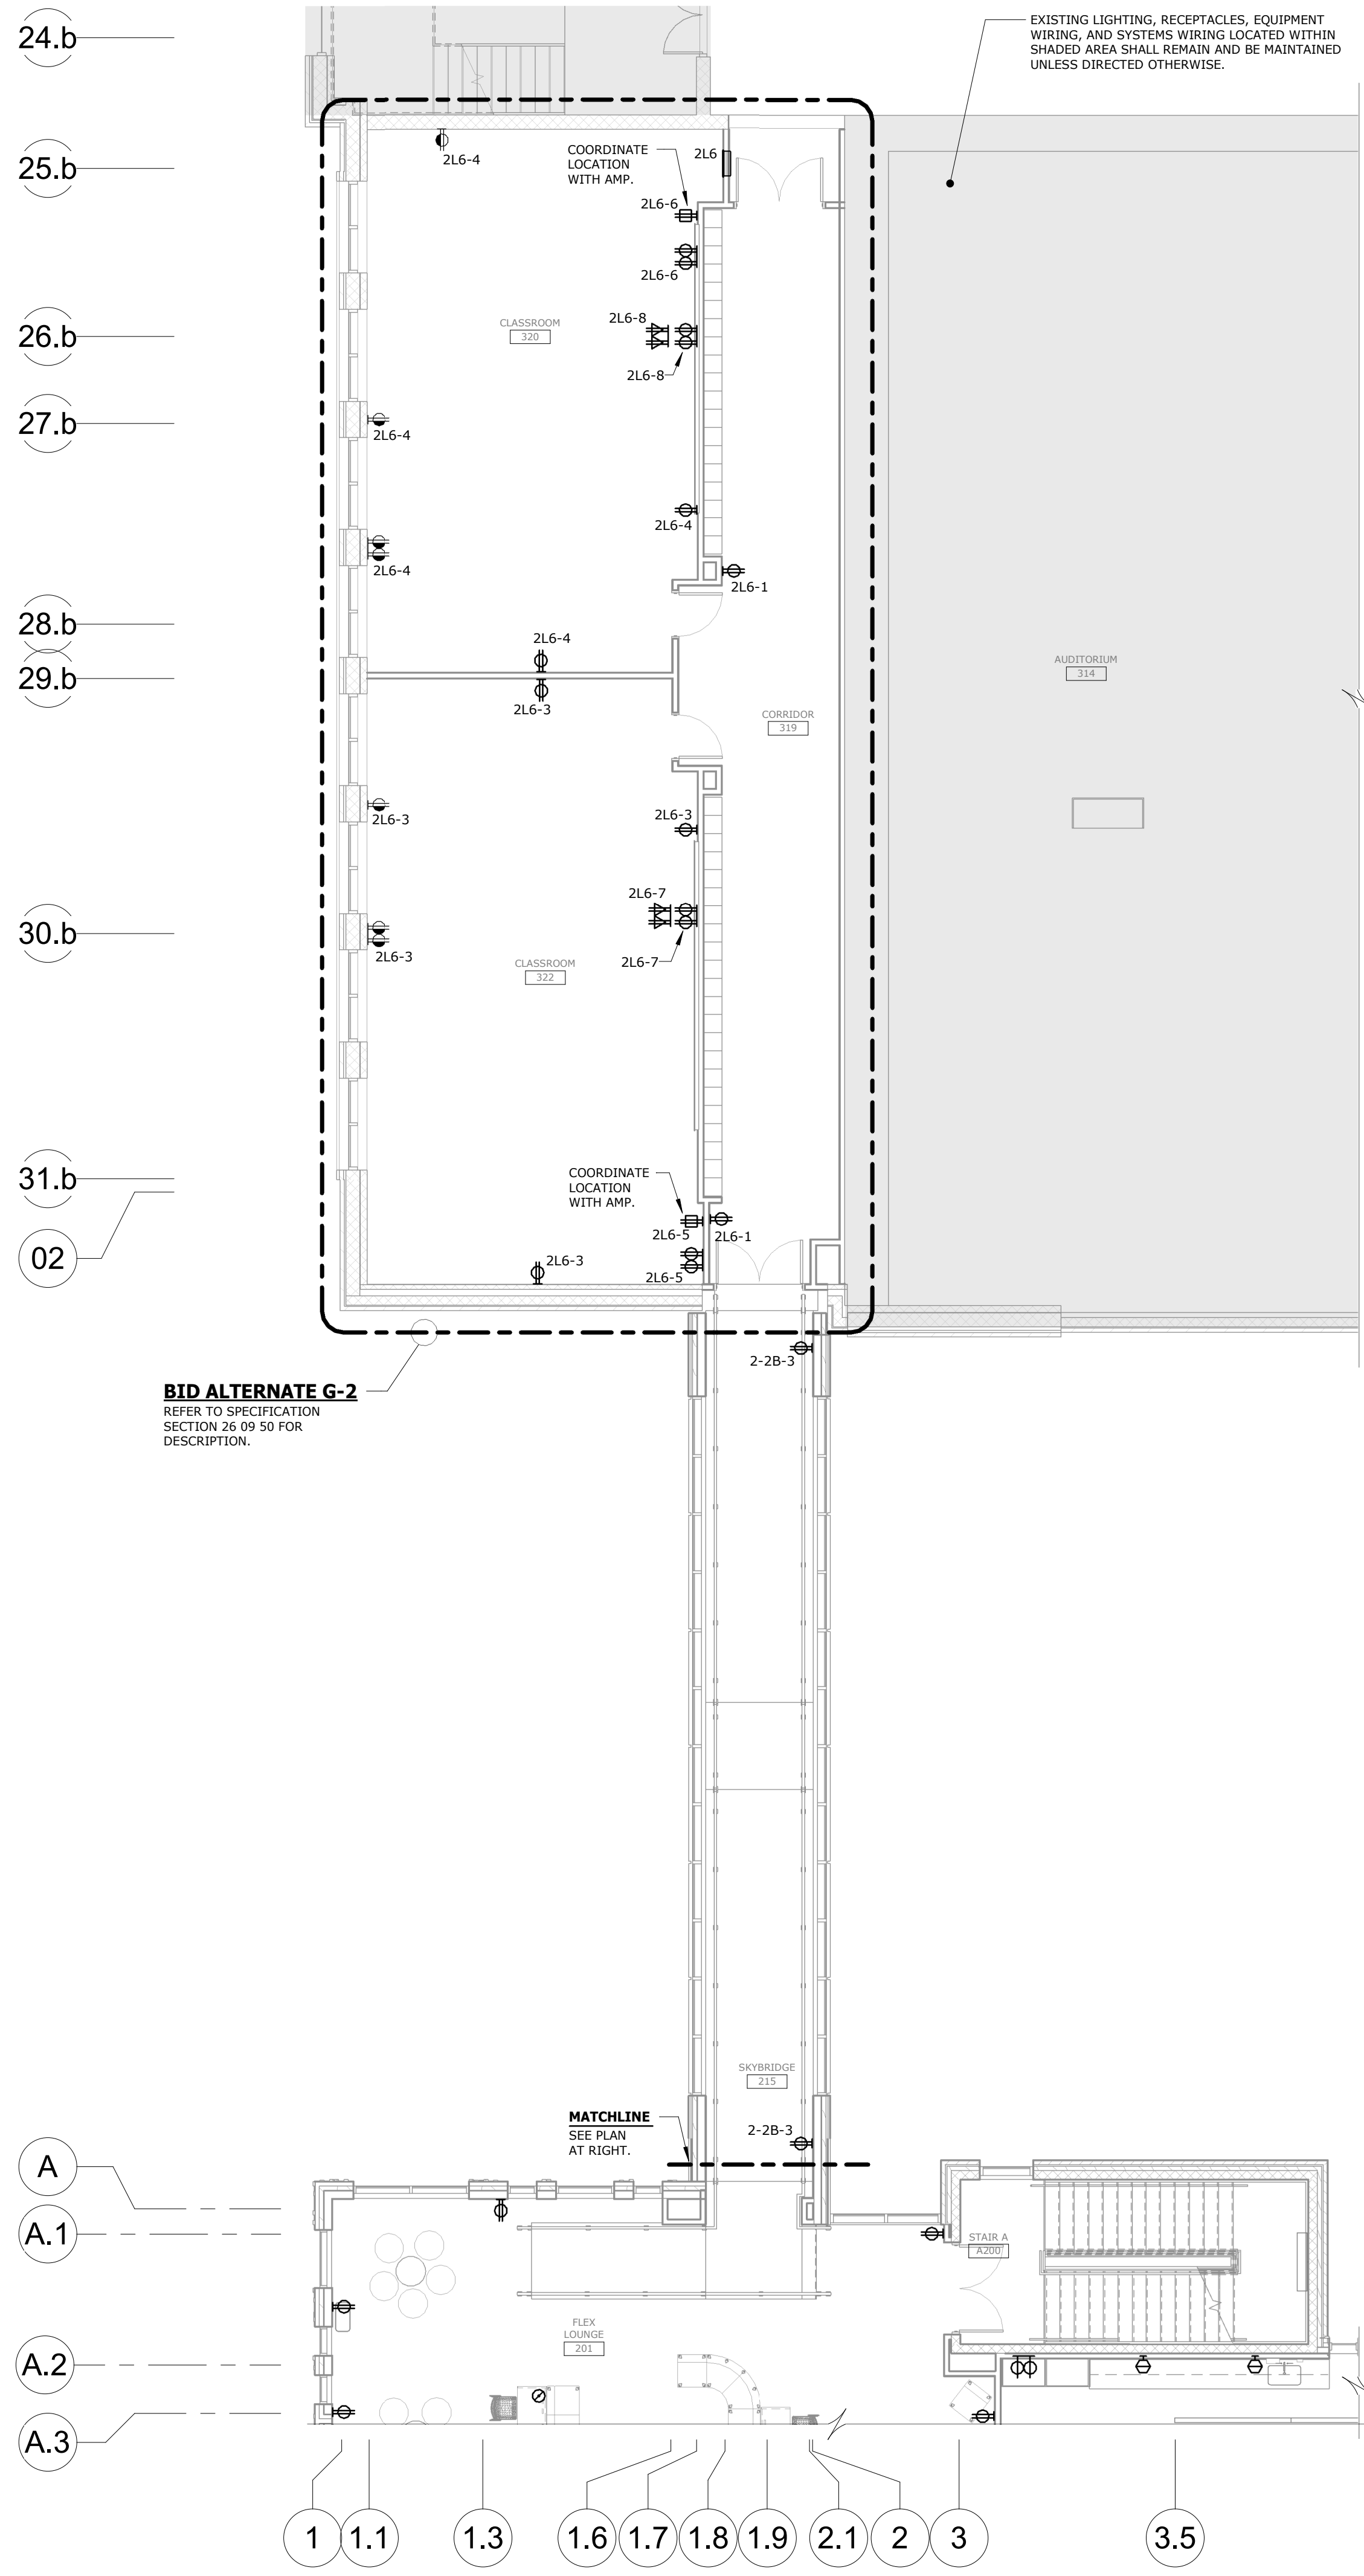 24.b
EXISTING LIGHTING, RECEPTACLES, EQUIPMENT
WIRING, AND SYSTEMS WIRING LOCATED WITHIN
SHADED AREA SHALL REMAIN AND BE MAINTAINED
UNLESS DIRECTED OTHERWISE.
25.b
2L6-4
COORDINATE
LOCATION
WITH AMP.
2L6
2L6-6
2L6-6
26.b
CLASSROOM
320
2L6-8
2L6-8
27.b
2L6-4
2L6-4
2L6-4
2L6-1
28.b
2L6-4
29.b
2L6-3
AUDITORIUM
314
CORRIDOR
319
2L6-3
2L6-3
2L6-7
30.b
2L6-3
2L6-7
CLASSROOM
322
31.b
COORDINATE
LOCATION
WITH AMP.
02
2L6-5
2L6-1
2L6-3
2L6-5
2-2B-3
BID ALTERNATE G-2
REFER TO SPECIFICATION
SECTION 26 09 50 FOR
DESCRIPTION.
SKYBRIDGE
215
MATCHLINE
SEE PLAN
AT RIGHT.
2-2B-3
A
A.1
STAIR A
A200
FLEX
LOUNGE
201
A.2
A.3
1
1.1
1.3
1.6
1.7
1.8
1.9
2.1
2
3
3.5